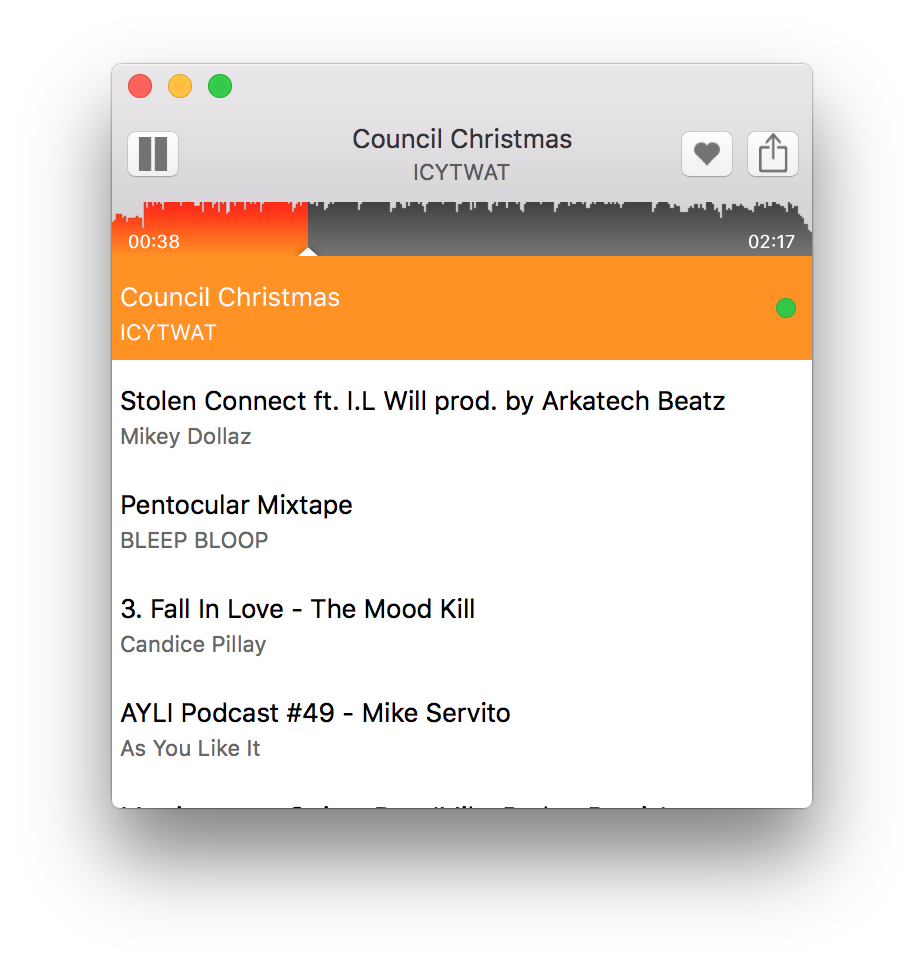 Council Christmas
ICYTWAT
00:38
02:17
Council Christmas
ICYTWAT
Stolen Connect ft. I.L Will prod. by Arkatech Beatz
Mikey Dollaz
Pentocular Mixtape
BLEEP BLOOP
3. Fall In Love - The Mood Kill
Candice Pillay
AYLI Podcast #49 - Mike Servito
As You Like It